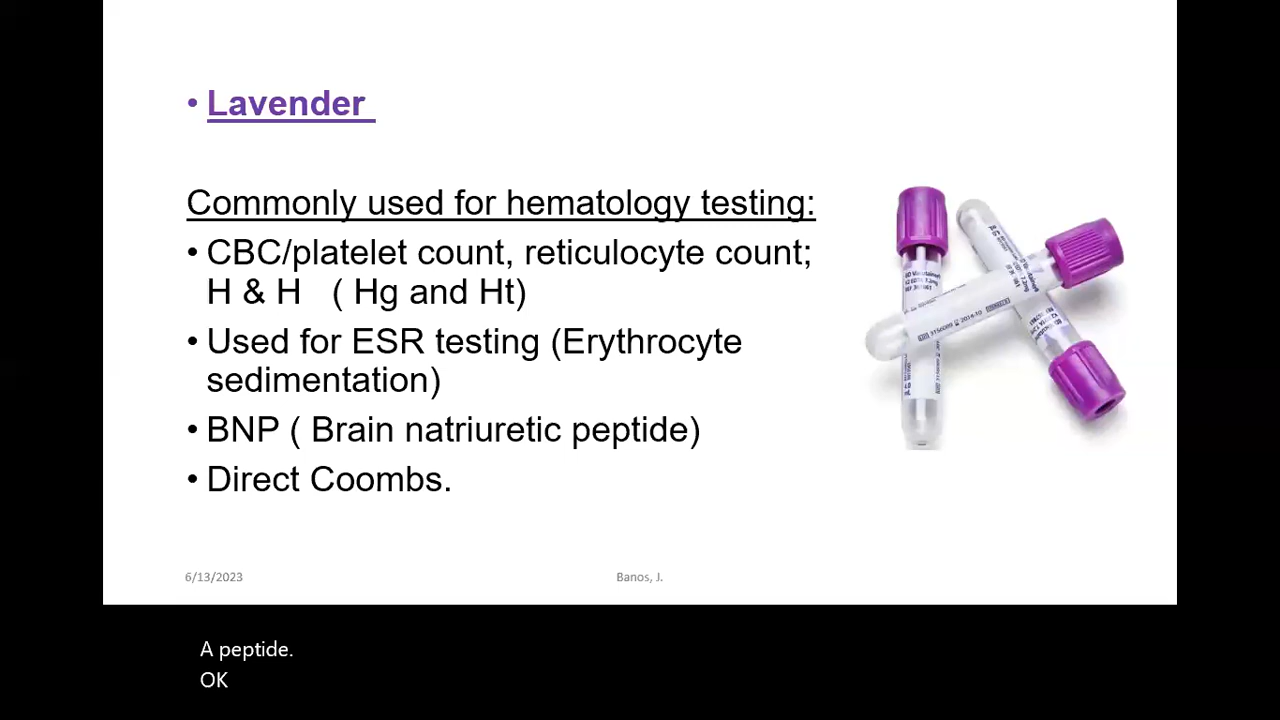 • Lavender
Commonly used for hematology testing:
• CBC/platelet count, reticulocyte count;
H & H ( Hg and Ht)
• Used for ESR testing (Erythrocyte
sedimentation)
• BNP ( Brain natriuretic peptide)
• Direct Coombs.
6/13/2023
Banos, J.
A peptide.
OK